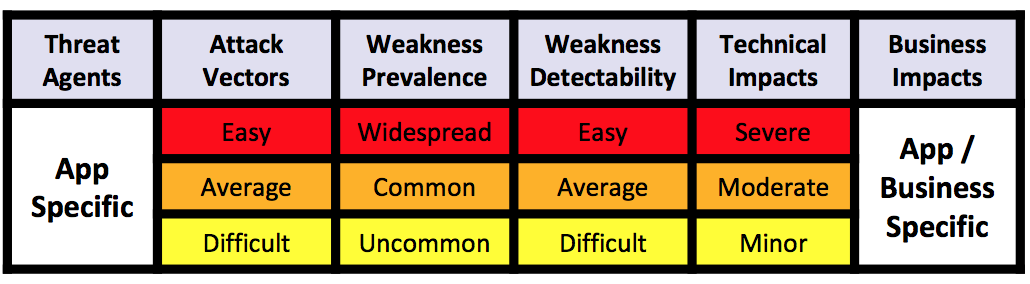 Threat Agents
Attack Vectors
Weakness Prevalence
Weakness Detectability
Technical Impacts
Business Impacts
App Specific
Easy
Widespread
Easy
Severe
App / Business Specific
Average
Common
Average
Moderate
Difficult
Uncommon
Difficult
Minor